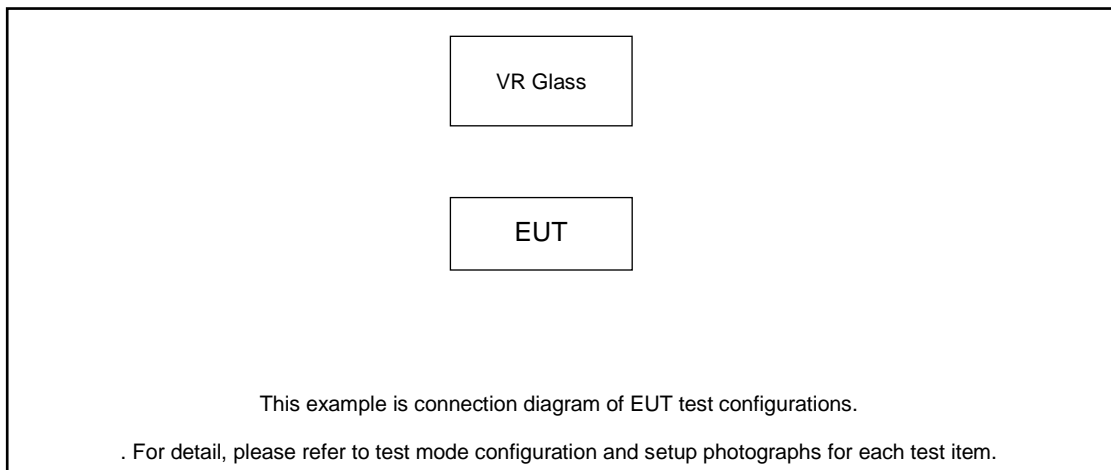 VR Glass
EUT
This example is connection diagram of EUT test configurations.
. For detail, please refer to test mode configuration and setup photographs for each test item.